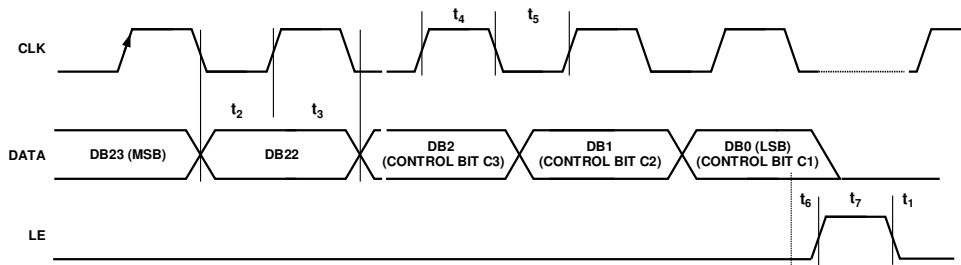 t4 t5
CLK
t2 t3
DATA DB23 (MSB) DB22 DB2 (CONTROL BIT C3) DB1 (CONTROL BIT C2) DB0 (LSB) (CONTROL BIT C1)
t6 t7 t1
LE